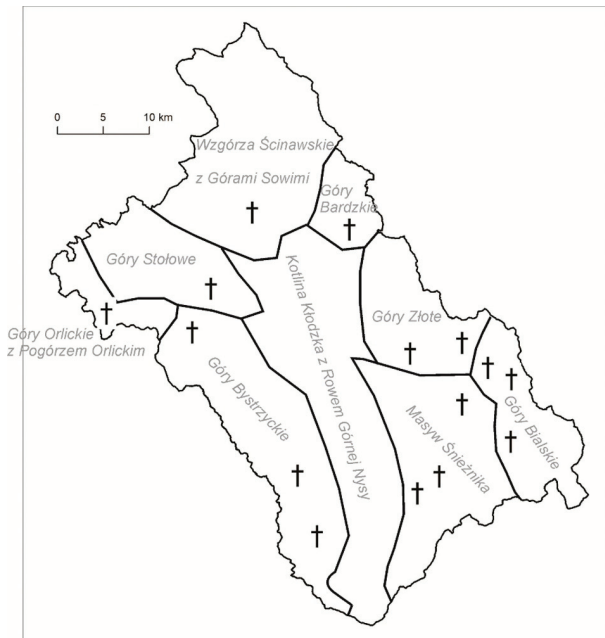 0 5 10 km
Wzgórza Ścinawskie
z Górami Sowimi
Góry
Bardzkie
Góry Stołowe
Kotlina Kłodzka z Rowem Górnej Nysy
Góry Złote
Góry Orlickie
z Pogórzem Orlickim
Góry Bystrzyckie
Masyw Śnieżnika
Góry Bialskie